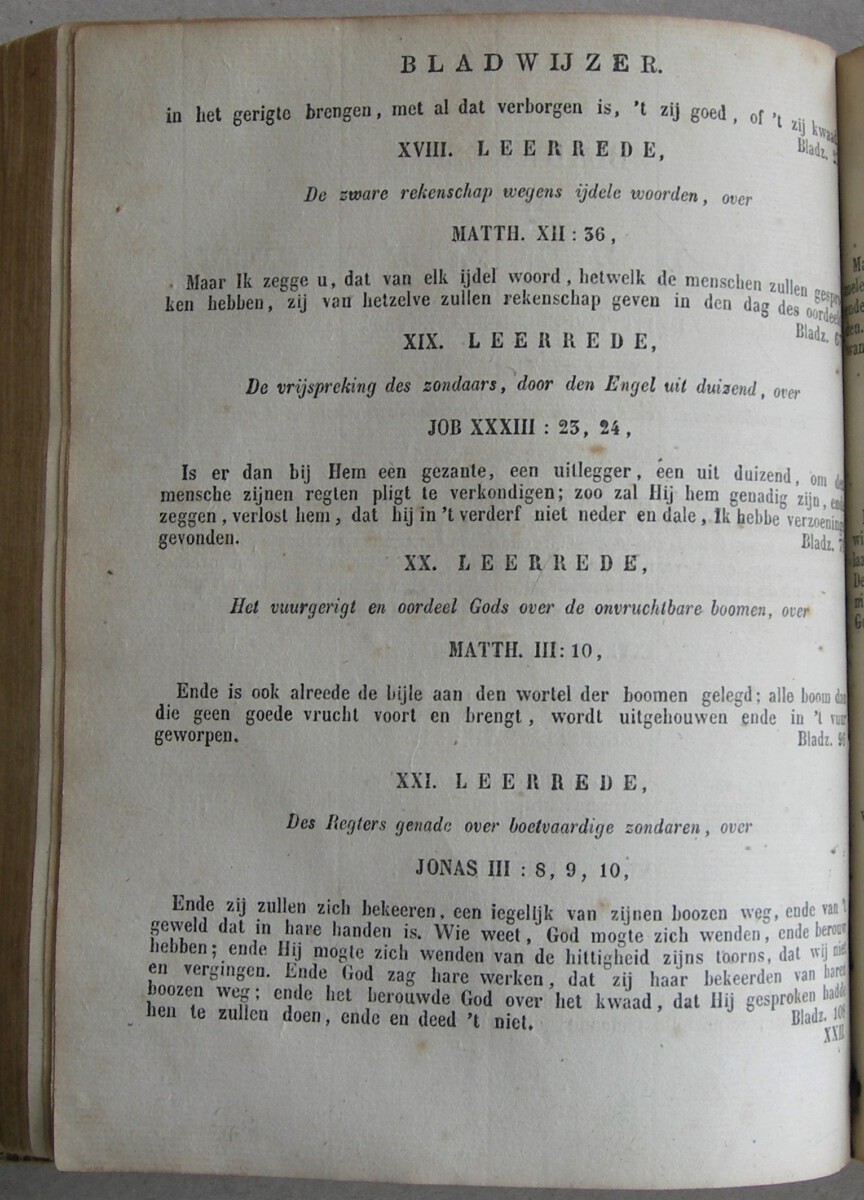 BLADWIJZER.
in het gerigte brengen, met al dat verborgen is, 't zij goed, of 't zij kwaad
Bladz.
XVIII. LEERREDE,
De zware rekenschap wegens ijdele woorden, over
MATTH. XII: 36,
Maar Ik zegge u, dat van elk ijdel woord, hetwelk de menschen zullen gespro
ken hebben, zij van hetzelve zullen rekenschap geven in den dag des oordeels
Bladz.
XIX. LEERREDE,
De vrijspreking des zondaars, door den Engel uit duizend, over
JOB XXXIII: 23, 24,
Is er dan bij Hem een gezante, een uitlegger, één uit duizend, om den
mensche zijnen regten pligt te verkondigen; zoo zal Hij hem genadig zijn, ende
zeggen, verlost hem, dat hij in 't verderf niet neder en dale, Ik hebbe verzoening
gevonden. Bladz.
XX. LEERREDE,
Het vuurgerigt en oordeel Gods over de onvruchtbare boomen, over
MATTH. III: 10,
Ende is ook alreede de bijle aan den wortel der boomen gelegd; alle boom dan
die geen goede vrucht voort en brengt, wordt uitgehouwen ende in 't vuur
geworpen. Bladz.
XXI. LEERREDE,
Des Regters genade over boetvaardige zondaren, over
JONAS III: 8, 9, 10,
Ende zij zullen zich bekeeren, een iegelijk van zijnen boozen weg, ende van 't
geweld dat in hare handen is. Wie weet, God mogte zich wenden, ende berouw
hebben; ende Hij mogte zich wenden van de hittigheid zijns toorns, dat wij niet
en vergingen. Ende God zag hare werken, dat zij haar bekeerden van haren
boozen weg; ende het berouwde God over het kwaad, dat Hij gesproken hadde
hen te zullen doen, ende en deed 't niet. Bladz. 108
XXII.